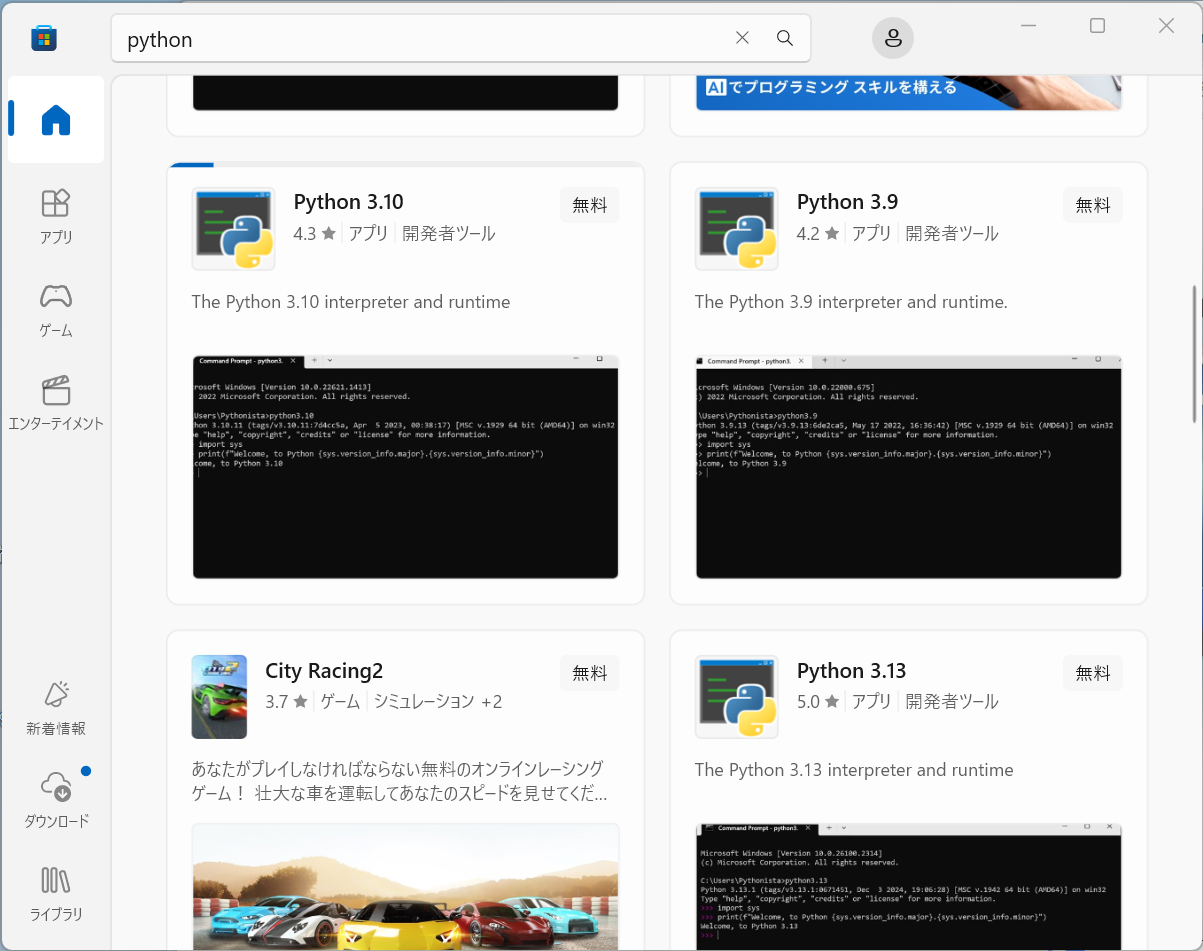 python
AIでプログラミング スキルを構える
アプリ
ゲーム
エンターテイメント
新着情報
ダウンロード
ライブラリ
Python 3.10
無料
4.3 ★ アプリ 開発者ツール
The Python 3.10 interpreter and runtime
Command Prompt - python3.
rosoft Windows [Version 10.0.22621.1413]
2022 Microsoft Corporation. All rights reserved.
Users\Pythonista>python3.10
hon 3.10.11 (tags/v3.10.11:7d4cc5a, Apr  5 2023, 00:38:17) [MSC v.1929 64 bit (AMD64)] on win32
e "help", "copyright", "credits" or "license" for more information.
import sys
print(f"Welcome, to Python {sys.version_info.major}.{sys.version_info.minor}")
come, to Python 3.10
Python 3.9
無料
4.2 ★ アプリ 開発者ツール
The Python 3.9 interpreter and runtime.
Command Prompt - python3.
crosoft Windows [Version 10.0.22000.675]
) 2022 Microsoft Corporation. All rights reserved.
\Users\Pythonista>python3.9
ython 3.9.13 (tags/v3.9.13:6de2ca5, May 17 2022, 16:36:42) [MSC v.1929 64 bit (AMD64)] on win32
pe "help", "copyright", "credits" or "license" for more information.
> import sys
> print(f"Welcome, to Python {sys.version_info.major}.{sys.version_info.minor}")
lcome, to Python 3.9
>
City Racing2
無料
3.7 ★ ゲーム シミュレーション +2
あなたがプレイしなければならない無料のオンラインレーシング
ゲーム！ 壮大な車を運転してあなたのスピードを見せてくだ...
Python 3.13
無料
5.0 ★ アプリ 開発者ツール
The Python 3.13 interpreter and runtime
Command Prompt - python3.
Microsoft Windows [Version 10.0.26100.2314]
(c) Microsoft Corporation. All rights reserved.
C:\Users\Pythonista>python3.13
Python 3.13.1 (tags/v3.13.1:0671451, Dec  3 2024, 19:06:28) [MSC v.1942 64 bit (AMD64)] on win32
Type "help", "copyright", "credits" or "license" for more information.
>>> import sys
>>> print(f"Welcome, to Python {sys.version_info.major}.{sys.version_info.minor}")
Welcome, to Python 3.13
>>>